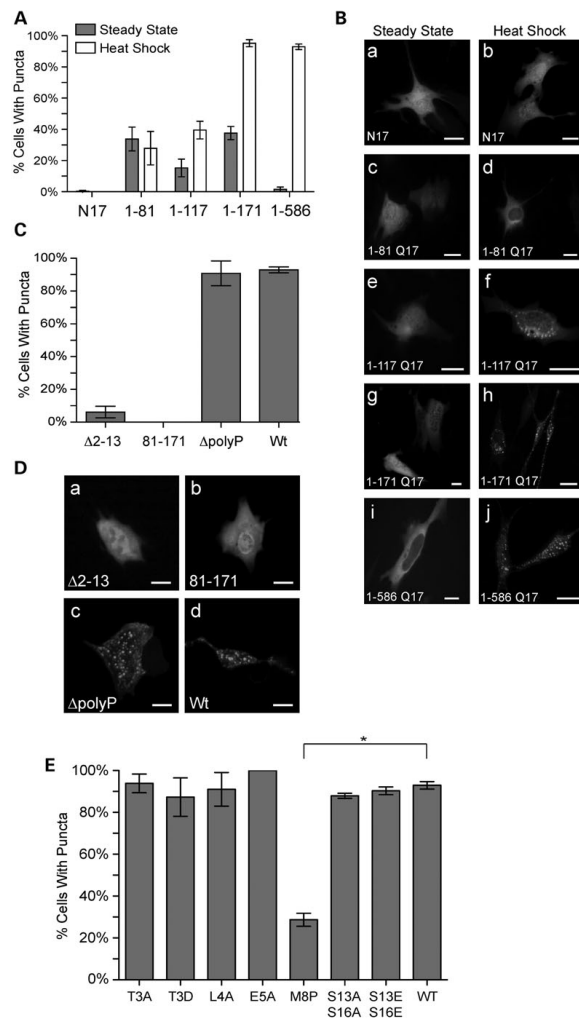 A
Steady State
Heat Shock
% Cells With Puncta
100%
80%
60%
40%
20%
0%
N17 1-81 1-117 1-171 1-586
B
Steady State Heat Shock
a b
N17 N17
c d
1-81 Q17 1-81 Q17
e f
1-117 Q17 1-117 Q17
g h
1-171 Q17 1-171 Q17
i j
1-586 Q17 1-586 Q17
C
% Cells With Puncta
100%
80%
60%
40%
20%
0%
Δ2-13 81-171 ΔpolyP Wt
D
a b
Δ2-13 81-171
c d
ΔpolyP Wt
E
*
% Cells With Puncta
100%
80%
60%
40%
20%
0%
T3A T3D L4A E5A M8P S13A S13E WT
S16A S16E